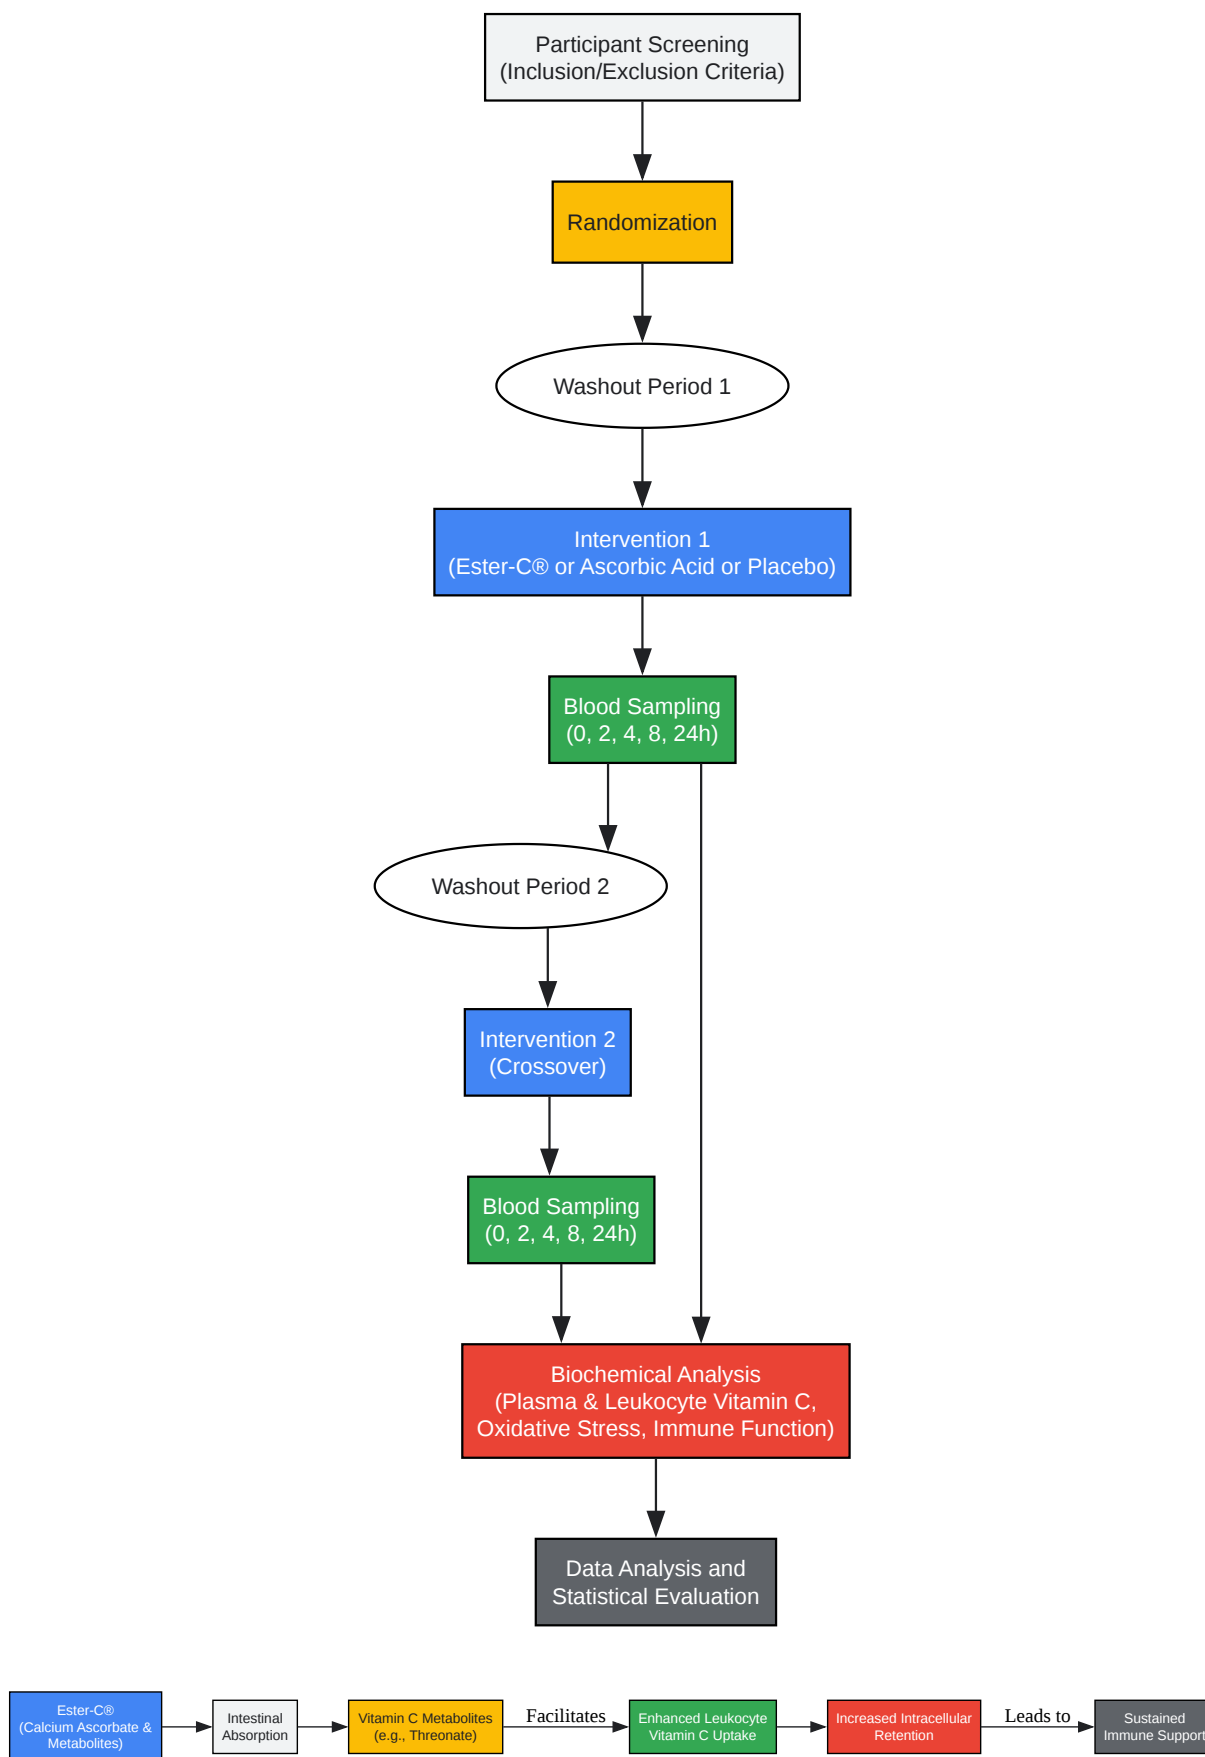 Participant Screening
(Inclusion/Exclusion Criteria)
Randomization
Washout Period 1
Intervention 1
(Ester-C® or Ascorbic Acid or Placebo)
Blood Sampling
(0, 2, 4, 8, 24h)
Washout Period 2
Intervention 2
(Crossover)
Blood Sampling
(0, 2, 4, 8, 24h)
Biochemical Analysis
(Plasma & Leukocyte Vitamin C,
Oxidative Stress, Immune Function)
Data Analysis and
Statistical Evaluation
Ester-C®
(Calcium Ascorbate &
Metabolites)
Intestinal
Absorption
Vitamin C Metabolites
(e.g., Threonate)
Facilitates
Enhanced Leukocyte
Vitamin C Uptake
Increased Intracellular
Retention
Leads to
Sustained
Immune Support